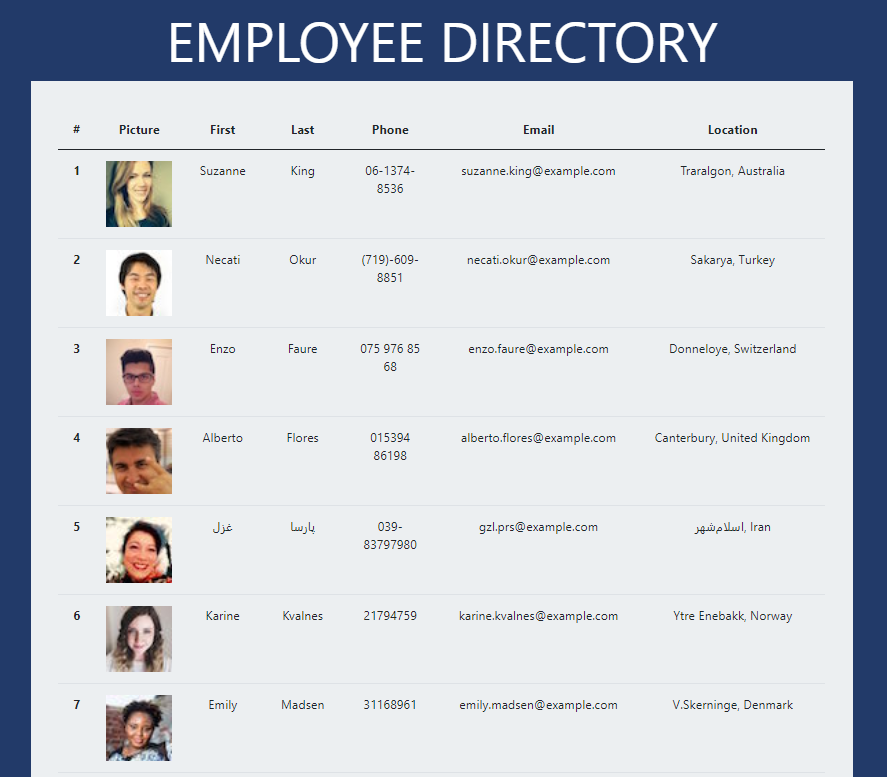 EMPLOYEE DIRECTORY
# Picture First Last Phone Email Location
1 Suzanne King 06-1374- suzanne.king@example.com Traralgon, Australia
8536
2 Necati Okur (719)-609- necati.okur@example.com Sakarya, Turkey
8851
3 Enzo Faure 075 976 85 enzo.faure@example.com Donneloye, Switzerland
68
4 Alberto Flores 015394 alberto.flores@example.com Canterbury, United Kingdom
86198
5 غزل پارسا 039- gzl.prs@example.com اسلام‌شهر, Iran
83797980
6 Karine Kvalnes 21794759 karine.kvalnes@example.com Ytre Enebakk, Norway
7 Emily Madsen 31168961 emily.madsen@example.com V.Skerninge, Denmark